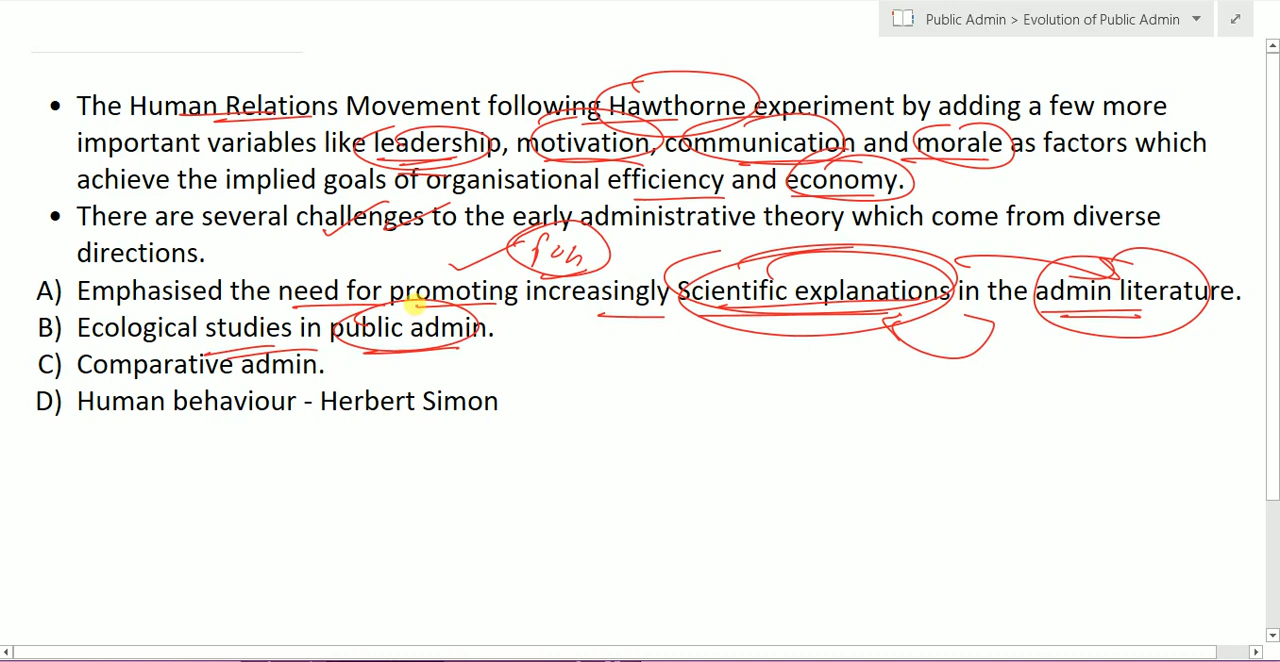 Public Admin > Evolution of Public Admin
• The Human Relations Movement following Hawthorne experiment by adding a few more
important variables like leadership, motivation, communication and morale as factors which
achieve the implied goals of organisational efficiency and economy.
• There are several challenges to the early administrative theory which come from diverse
directions.
A) Emphasised the need for promoting increasingly Scientific explanations in the admin literature.
B) Ecological studies in public admin.
C) Comparative admin.
D) Human behaviour - Herbert Simon